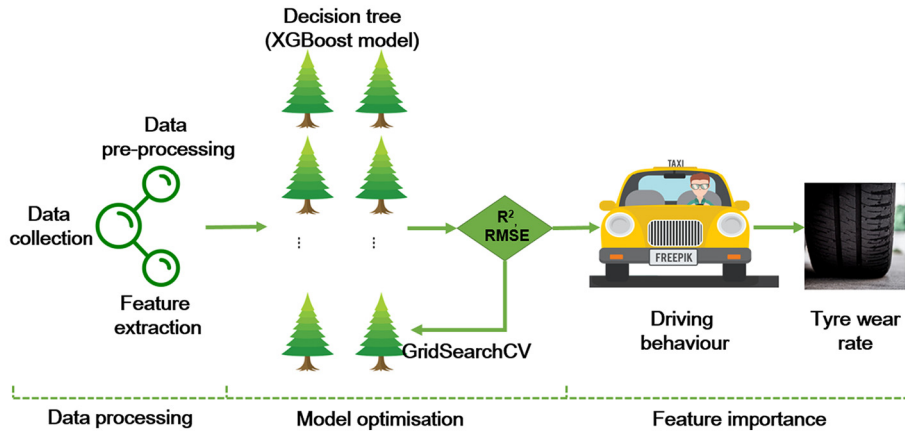 Decision tree
(XGBoost model)
Data
pre-processing
Data
collection
Feature
extraction
⋮
⋮
R²,
RMSE
GridSearchCV
TAXI
FREEPIK
Driving
behaviour
Tyre wear
rate
Data processing
Model optimisation
Feature importance